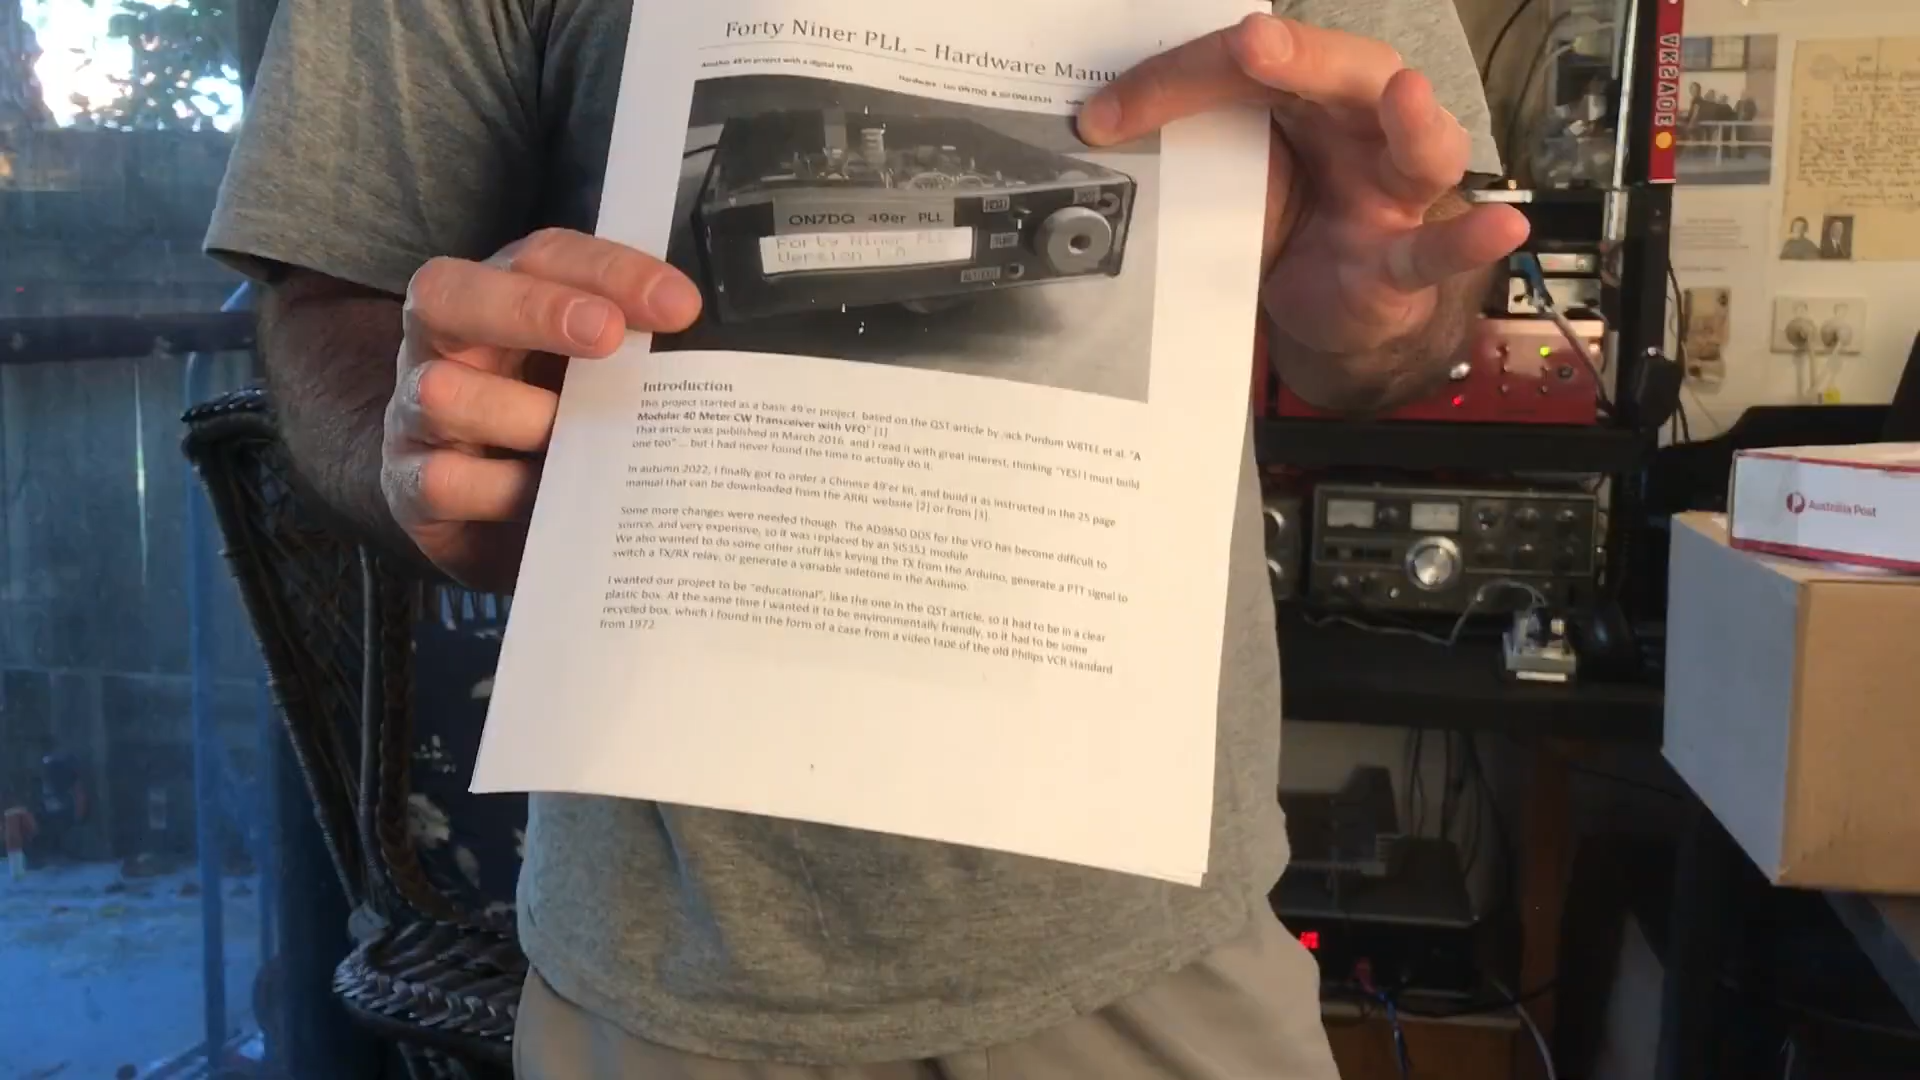 Forty Niner PLL – Hardware Manu
Another 49'er project with a digital VFO
Hardware : Luc ON7DQ &
ON7DQ 49er PLL
Forty Niner PLL
Version 1.
Introduction
This project started as a basic 49'er project, based on the QST article by Jack Purdum W8TEE et al. "A
Modular 40 Meter CW Transceiver with VFO" [1]
That article was published in March 2016, and I read it with great interest, thinking "YES! I must build
one too" ... but I had never found the time to actually do it.
In autumn 2022, I finally got to order a Chinese 49'er kit, and build it as instructed in the 25 page
manual that can be downloaded from the ARRL website [2] or from [3]
Some more changes were needed though. The AD9850 DDS for the VFO has become difficult to
source, and very expensive, so it was replaced by an SI5351 module.
We also wanted to do some other stuff like keying the TX from the Arduino, generate a PTT signal to
switch a TX/RX relay, or generate a variable sidetone in the Arduino.
I wanted our project to be "educational", like the one in the QST article, so it had to be in a clear
plastic box. At the same time I wanted it to be environmentally friendly, so it had to be some
recycled box, which I found in the form of a case from a video tape of the old Philips VCR standard
from 1972
Australia Post